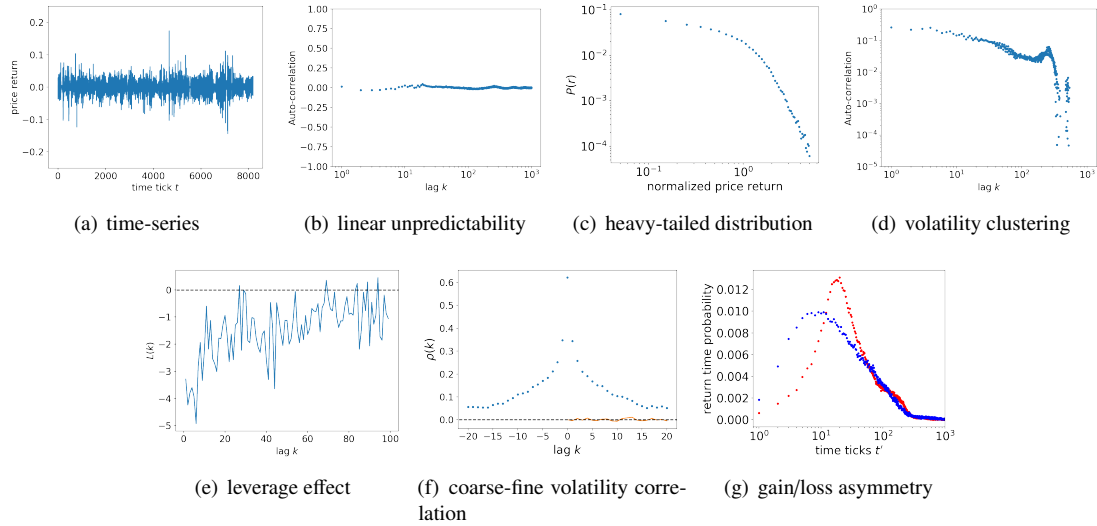 0.2
0.1
0.0
−0.1
−0.2
price return
0 2000 4000 6000 8000
time tick t
(a) time-series
1.00
0.75
0.50
0.25
0.00
−0.25
−0.50
−0.75
−1.00
Auto-correlation
10⁰ 10¹ 10² 10³
lag k
(b) linear unpredictability
10⁻¹
10⁻²
10⁻³
10⁻⁴
P(r)
10⁻¹ 10⁰
normalized price return
(c) heavy-tailed distribution
10⁰
10⁻¹
10⁻²
10⁻³
10⁻⁴
10⁻⁵
Auto-correlation
10⁰ 10¹ 10² 10³
lag k
(d) volatility clustering
0
−1
−2
−3
−4
−5
L(k)
0 20 40 60 80 100
lag k
(e) leverage effect
0.6
0.5
0.4
0.3
0.2
0.1
0.0
ρ(k)
−20 −15 −10 −5 0 5 10 15 20
lag k
(f) coarse-fine volatility corre-
lation
0.012
0.010
0.008
0.006
0.004
0.002
0.000
return time probability
10⁰ 10¹ 10² 10³
time ticks t′
(g) gain/loss asymmetry